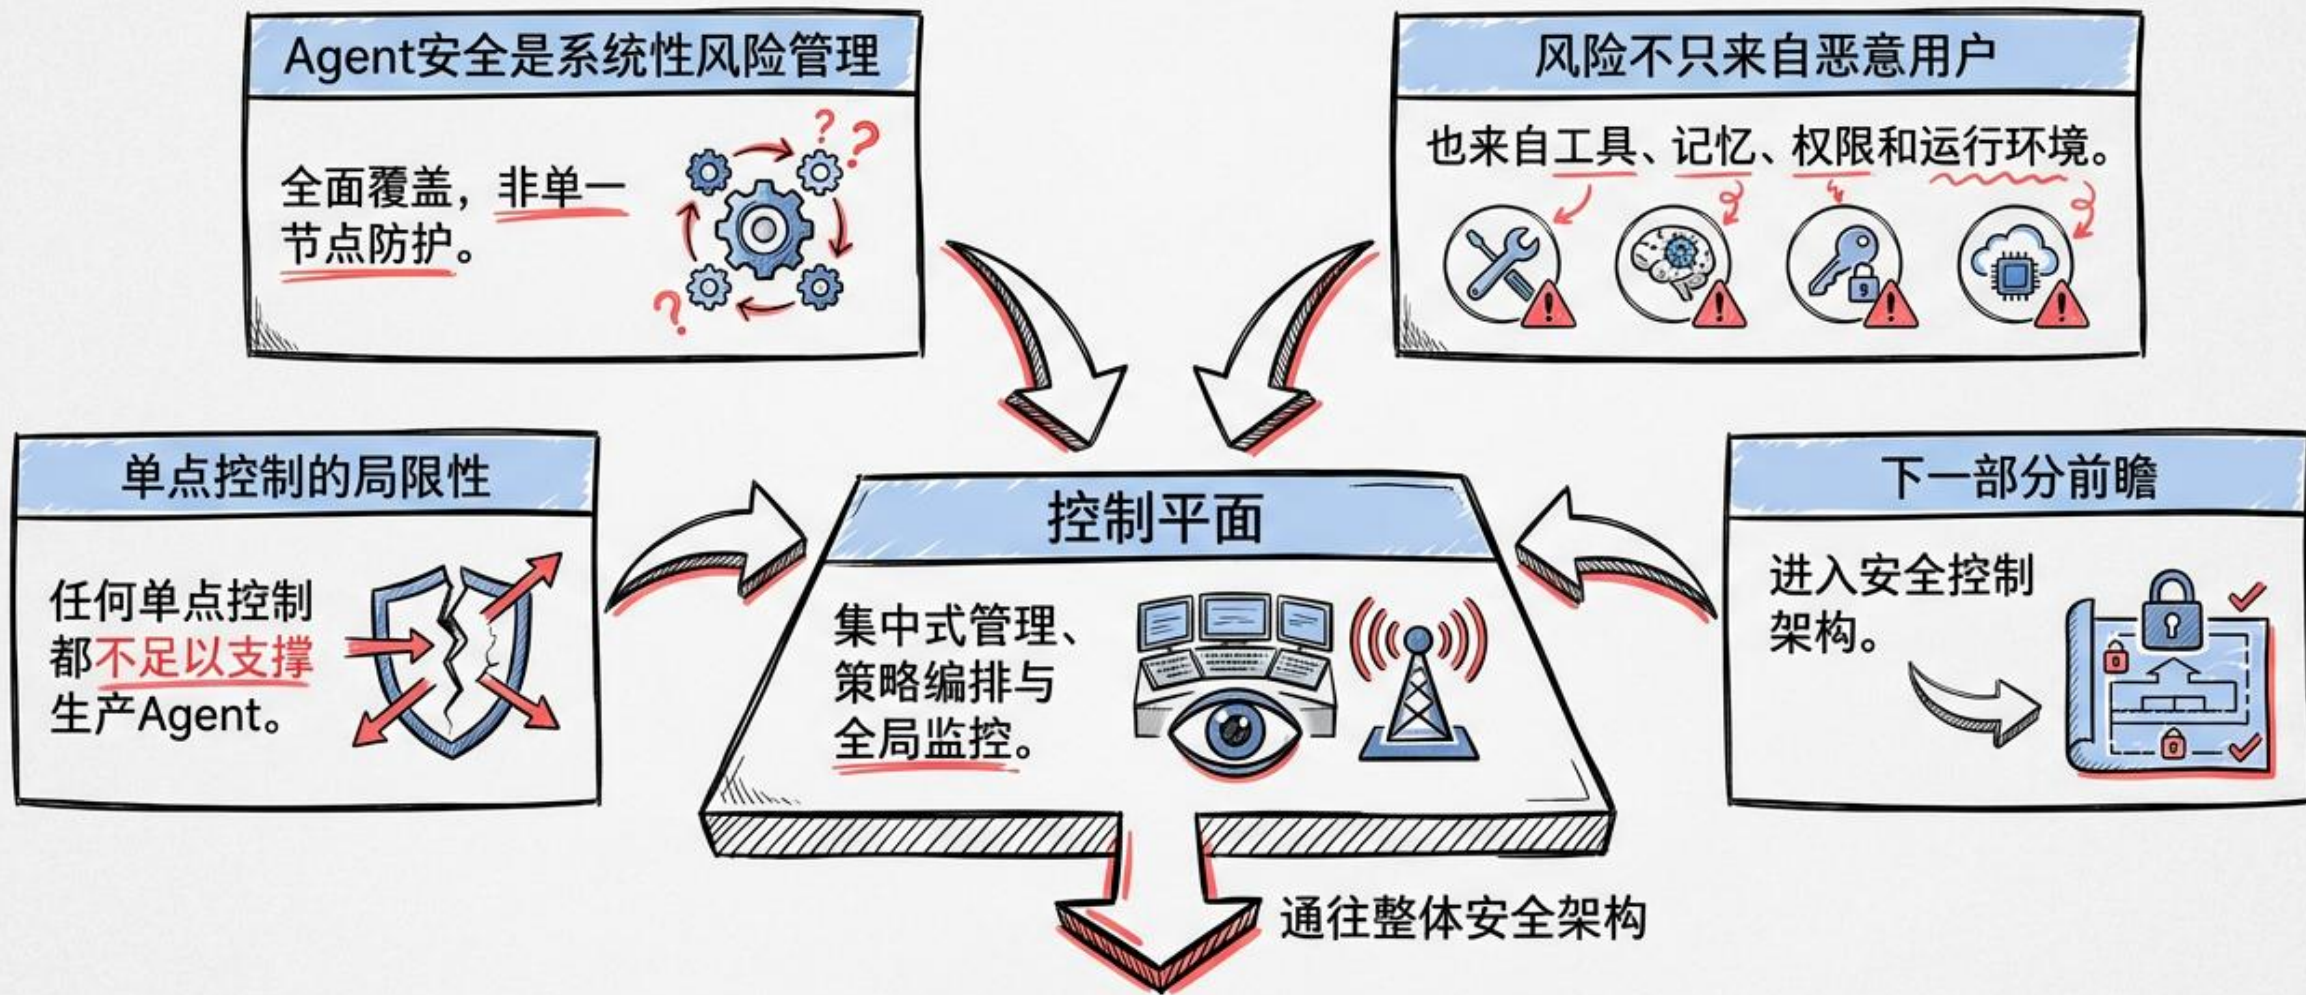 Agent安全是系统性风险管理
全面覆盖，非单一
节点防护。
风险不只来自恶意用户
也来自工具、记忆、权限和运行环境。
单点控制的局限性
任何单点控制
都不足以支撑
生产Agent。
控制平面
集中式管理、
策略编排与
全局监控。
下一部分前瞻
进入安全控制
架构。
通往整体安全架构